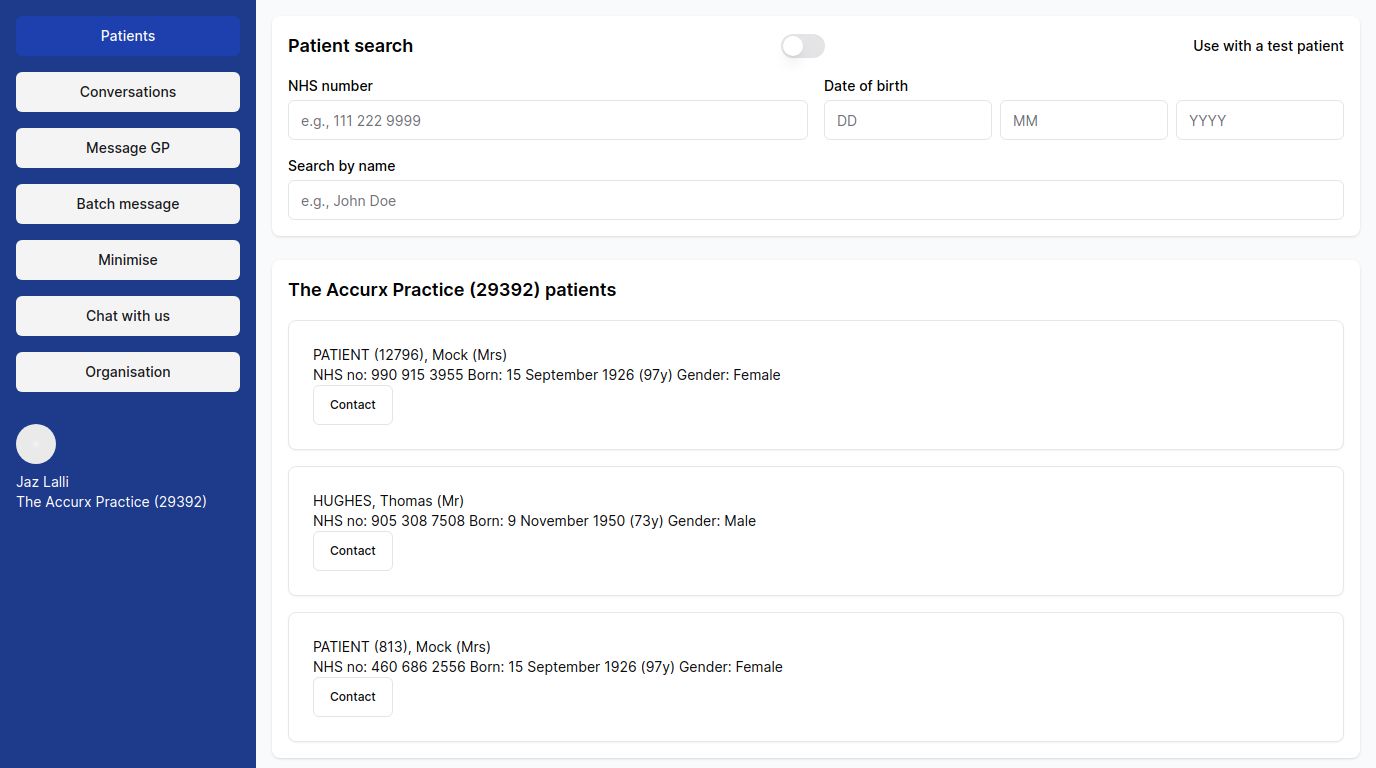 Patients
Conversations
Message GP
Batch message
Minimise
Chat with us
Organisation
Jaz Lalli
The Accurx Practice (29392)
Patient search
Use with a test patient
NHS number
Date of birth
e.g., 111 222 9999
DD
MM
YYYY
Search by name
e.g., John Doe
The Accurx Practice (29392) patients
PATIENT (12796), Mock (Mrs)
NHS no: 990 915 3955 Born: 15 September 1926 (97y) Gender: Female
Contact
HUGHES, Thomas (Mr)
NHS no: 905 308 7508 Born: 9 November 1950 (73y) Gender: Male
Contact
PATIENT (813), Mock (Mrs)
NHS no: 460 686 2556 Born: 15 September 1926 (97y) Gender: Female
Contact